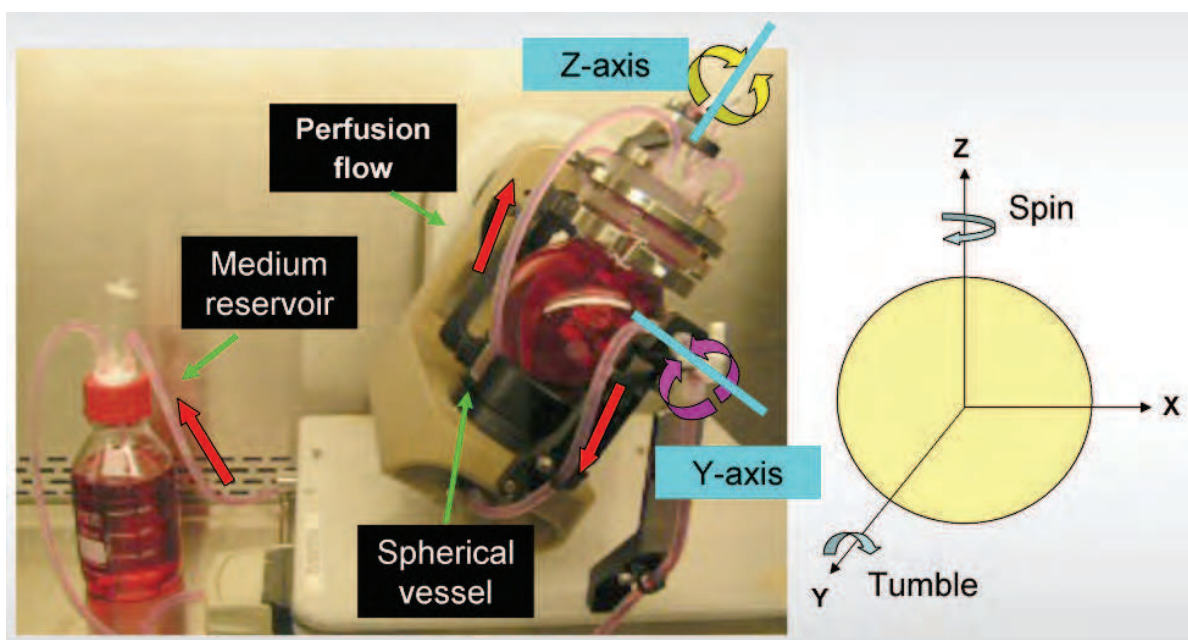 Z-axis
Perfusion
flow
Medium
reservoir
Spherical
vessel
Y-axis
Z
Spin
X
Y
Tumble